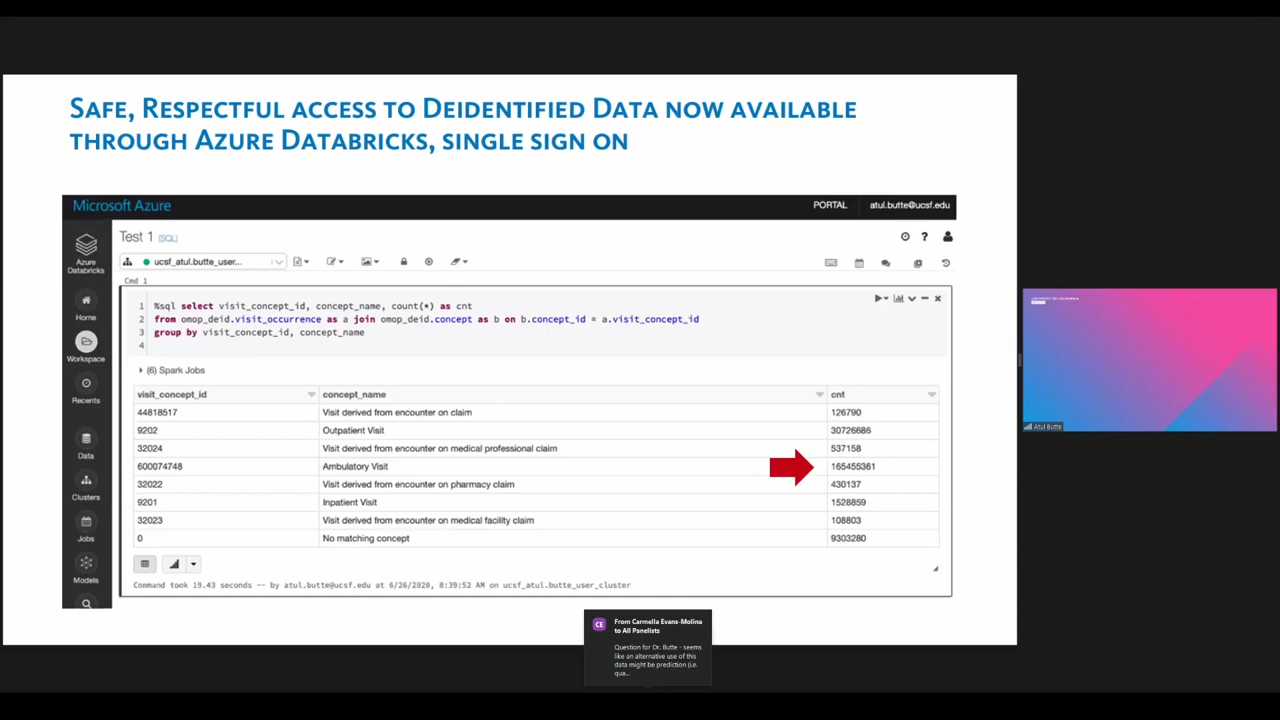 SAFE, RESPECTFUL ACCESS TO DEIDENTIFIED DATA NOW AVAILABLE
THROUGH AZURE DATABRICKS, SINGLE SIGN ON
Microsoft Azure
PORTAL
atul.butte@ucsf.edu
Azure
Databricks
Home
Workspace
Recents
Data
Clusters
Jobs
Models
Test 1 (SQL)
ucsf_atul.butte_user...
Cmd 1
1 %sql select visit_concept_id, concept_name, count(*) as cnt
2 from omop_deid.visit_occurrence as a join omop_deid.concept as b on b.concept_id = a.visit_concept_id
3 group by visit_concept_id, concept_name
4
(6) Spark Jobs
visit_concept_id concept_name cnt
44818517 Visit derived from encounter on claim 126790
9202 Outpatient Visit 30726686
32024 Visit derived from encounter on medical professional claim 537158
600074748 Ambulatory Visit 165455361
32022 Visit derived from encounter on pharmacy claim 430137
9201 Inpatient Visit 1528859
32023 Visit derived from encounter on medical facility claim 108803
0 No matching concept 9303280
Command took 19.43 seconds -- by atul.butte@ucsf.edu at 6/26/2020, 8:39:52 AM on ucsf_atul.butte_user_cluster
Atul Butte
CE
From Carmella Evans-Molina
to All Panelists
Question for Dr. Butte - seems
like an alternative use of this
data might be prediction (i.e.
qua...